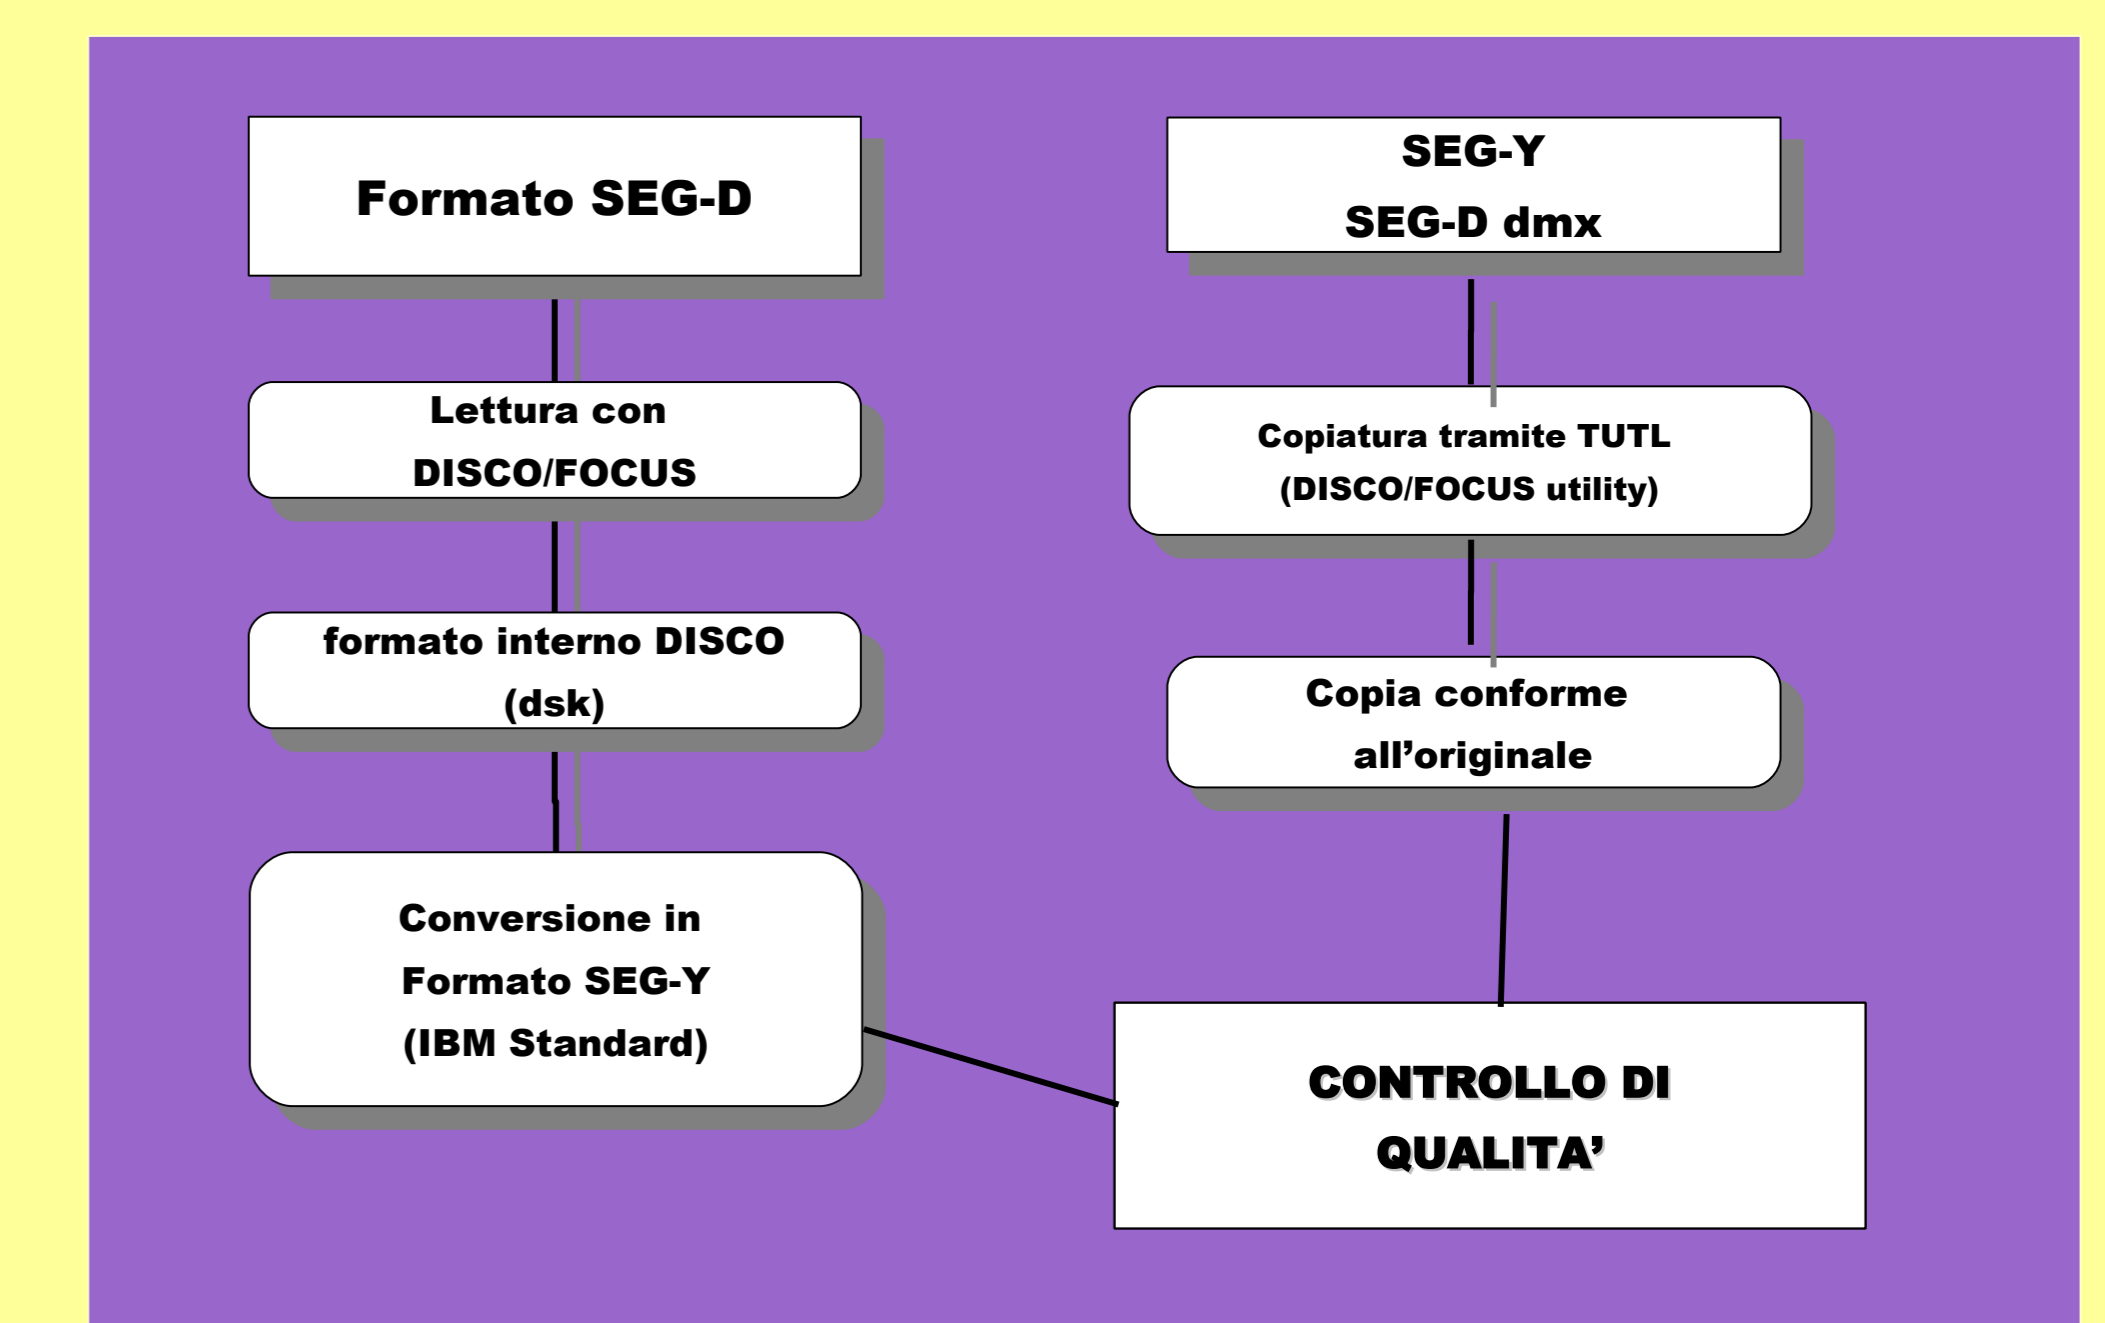 Formato SEG-D
Lettura con
DISCO/FOCUS
formato interno DISCO
(dsk)
Conversione in
Formato SEG-Y
(IBM Standard)
SEG-Y
SEG-D dmx
Copiatura tramite TUTL
(DISCO/FOCUS utility)
Copia conforme
all’originale
CONTROLLO DI
QUALITA’